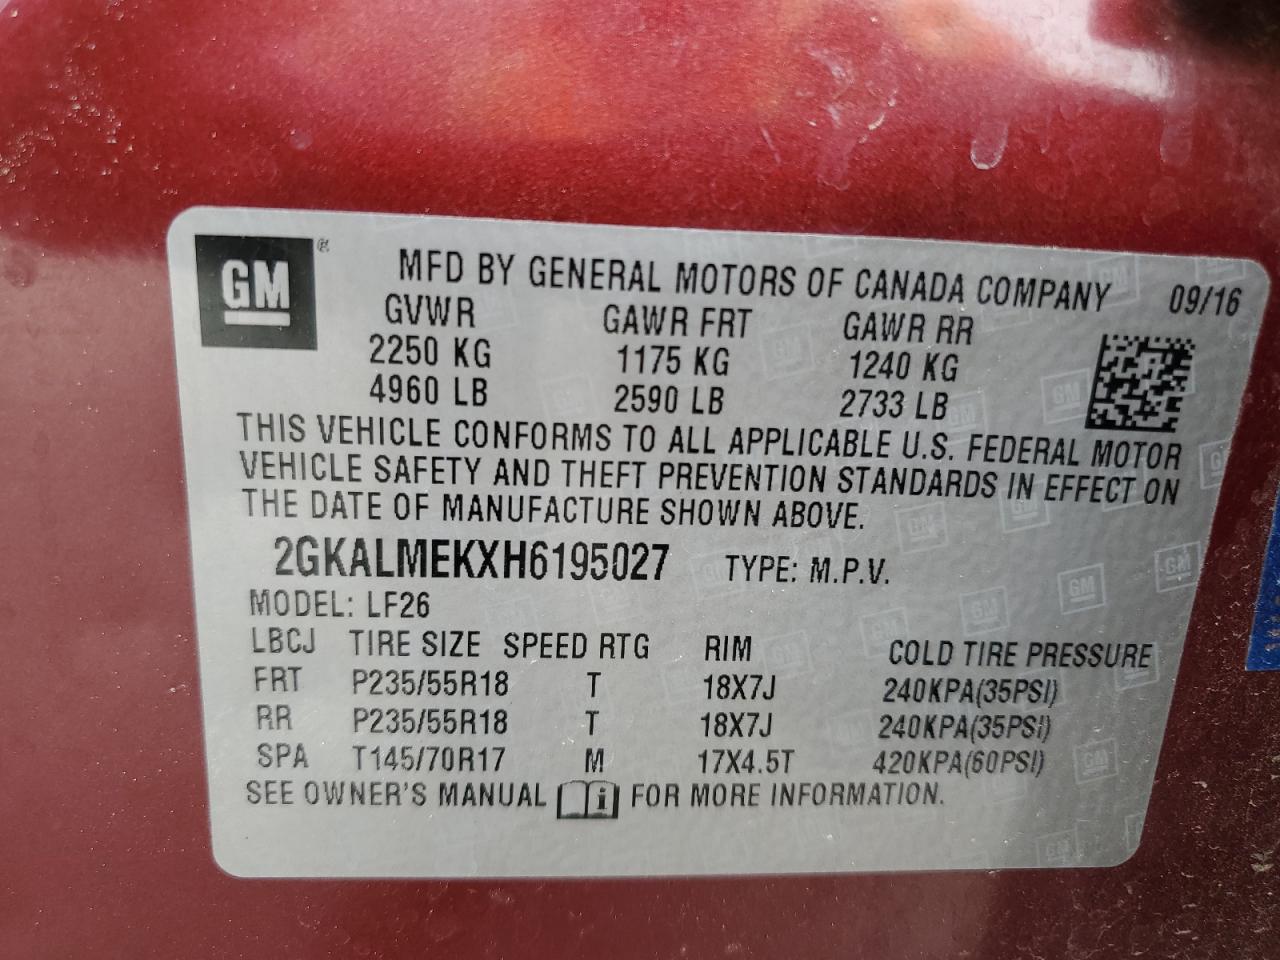 GM ®
MFD BY GENERAL MOTORS OF CANADA COMPANY 09/16
GVWR GAWR FRT GAWR RR
2250 KG 1175 KG 1240 KG
4960 LB 2590 LB 2733 LB
THIS VEHICLE CONFORMS TO ALL APPLICABLE U.S. FEDERAL MOTOR
VEHICLE SAFETY AND THEFT PREVENTION STANDARDS IN EFFECT ON
THE DATE OF MANUFACTURE SHOWN ABOVE.
2GKALMEKXH6195027 TYPE: M.P.V.
MODEL: LF26
LBCJ TIRE SIZE SPEED RTG RIM COLD TIRE PRESSURE
FRT P235/55R18 T 18X7J 240KPA(35PSI)
RR P235/55R18 T 18X7J 240KPA(35PSI)
SPA T145/70R17 M 17X4.5T 420KPA(60PSI)
SEE OWNER'S MANUAL i FOR MORE INFORMATION.